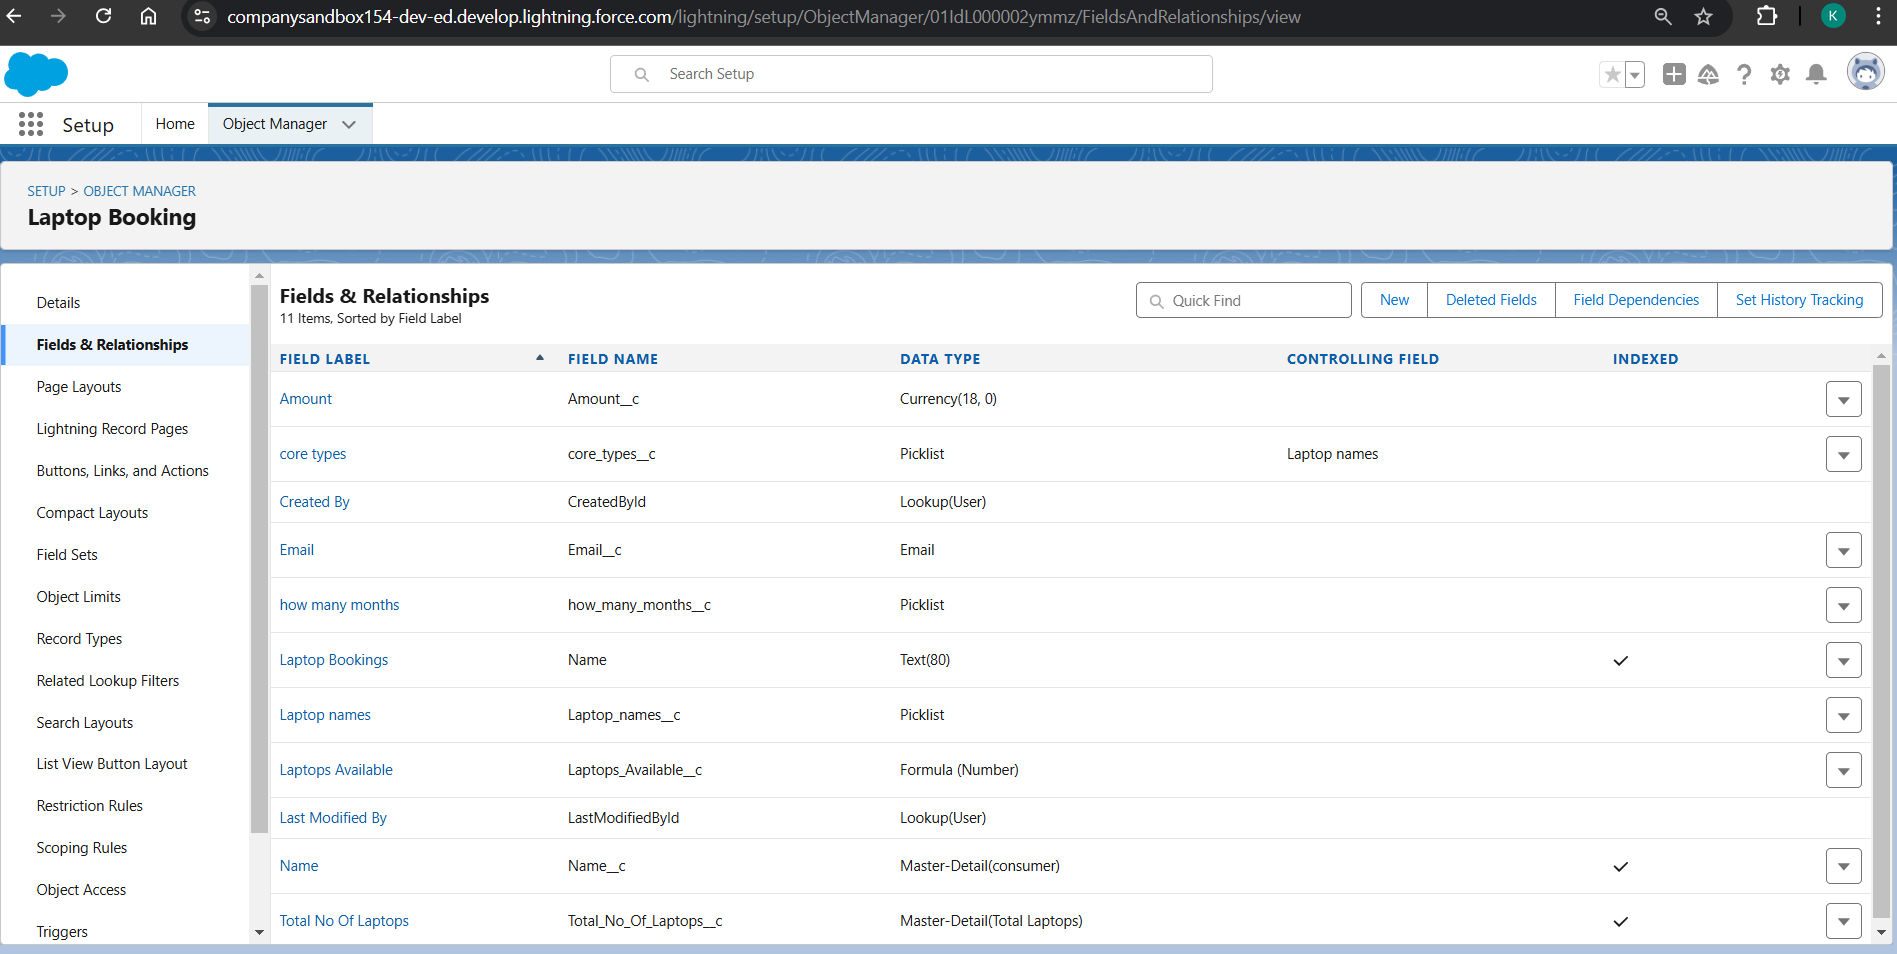 companysandbox154-dev-ed.develop.lightning.force.com/lightning/setup/ObjectManager/01IdL000002ymmz/FieldsAndRelationships/view
K
Search Setup
Setup
Home
Object Manager
SETUP > OBJECT MANAGER
Laptop Booking
Details
Fields & Relationships
Page Layouts
Lightning Record Pages
Buttons, Links, and Actions
Compact Layouts
Field Sets
Object Limits
Record Types
Related Lookup Filters
Search Layouts
List View Button Layout
Restriction Rules
Scoping Rules
Object Access
Triggers
Fields & Relationships
11 Items, Sorted by Field Label
Quick Find
New
Deleted Fields
Field Dependencies
Set History Tracking
FIELD LABEL FIELD NAME DATA TYPE CONTROLLING FIELD INDEXED
Amount Amount__c Currency(18, 0)
core types core_types__c Picklist Laptop names
Created By CreatedById Lookup(User)
Email Email__c Email
how many months how_many_months__c Picklist
Laptop Bookings Name Text(80)
Laptop names Laptop_names__c Picklist
Laptops Available Laptops_Available__c Formula (Number)
Last Modified By LastModifiedById Lookup(User)
Name Name__c Master-Detail(consumer)
Total No Of Laptops Total_No_Of_Laptops__c Master-Detail(Total Laptops)